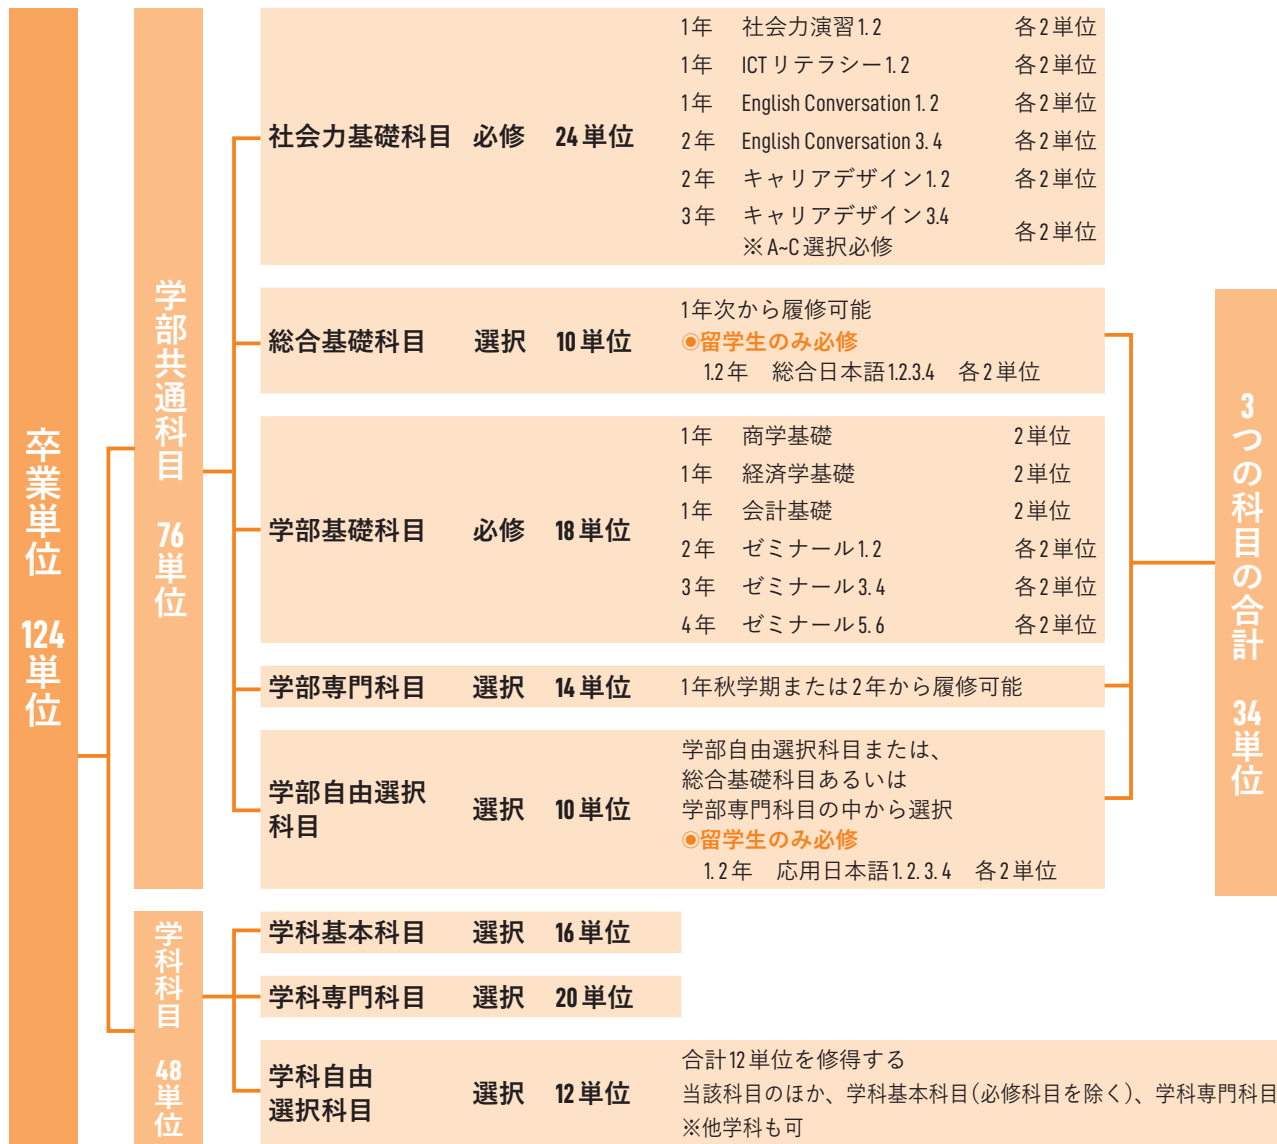 卒業単位 124単位
学部共通科目 76単位
社会力基礎科目 必修 24単位
1年 社会力演習1.2 各2単位
1年 ICTリテラシー1.2 各2単位
1年 English Conversation 1.2 各2単位
2年 English Conversation 3.4 各2単位
2年 キャリアデザイン1.2 各2単位
3年 キャリアデザイン3.4 各2単位
※A~C選択必修
総合基礎科目 選択 10単位
1年次から履修可能
◉留学生のみ必修
1.2年 総合日本語1.2.3.4 各2単位
学部基礎科目 必修 18単位
1年 商学基礎 2単位
1年 経済学基礎 2単位
1年 会計基礎 2単位
2年 ゼミナール1.2 各2単位
3年 ゼミナール3.4 各2単位
4年 ゼミナール5.6 各2単位
学部専門科目 選択 14単位
1年秋学期または2年から履修可能
学部自由選択
科目 選択 10単位
学部自由選択科目または、
総合基礎科目あるいは
学部専門科目の中から選択
◉留学生のみ必修
1.2年 応用日本語1.2.3.4 各2単位
3つの科目の合計 34単位
学科科目 48単位
学科基本科目 選択 16単位
学科専門科目 選択 20単位
学科自由
選択科目 選択 12単位
合計12単位を修得する
当該科目のほか、学科基本科目(必修科目を除く)、学科専門科目
※他学科も可